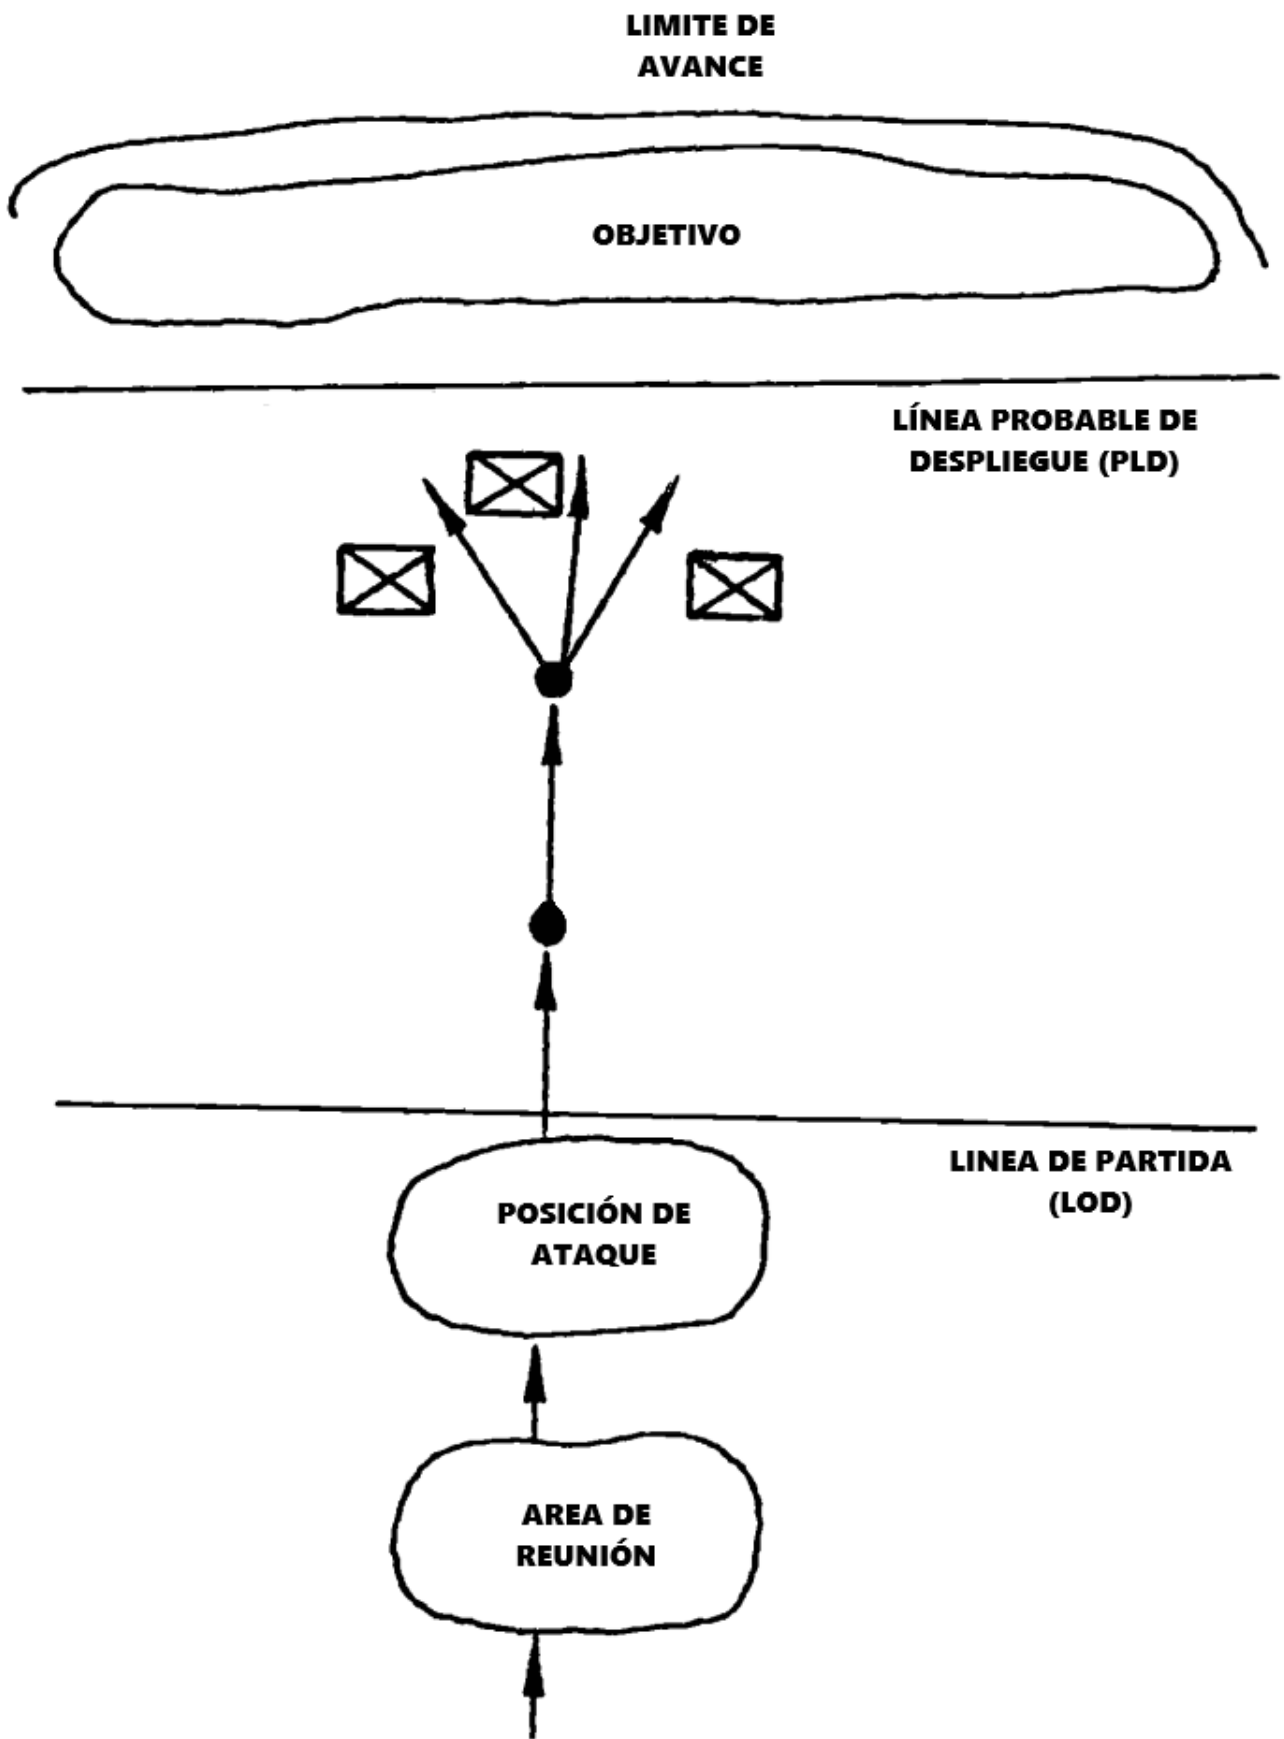 LIMITE DE
AVANCE
OBJETIVO
LÍNEA PROBABLE DE
DESPLIEGUE (PLD)
LINEA DE PARTIDA
(LOD)
POSICIÓN DE
ATAQUE
AREA DE
REUNIÓN